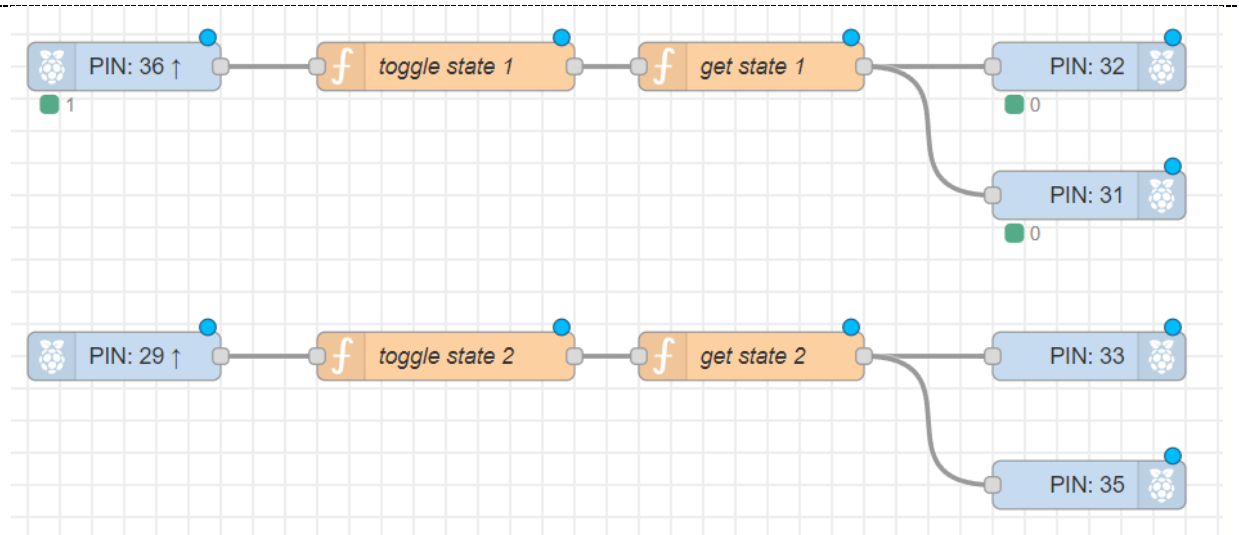 PIN: 36 ↑
toggle state 1
get state 1
PIN: 32
1
0
PIN: 31
0
PIN: 29 ↑
toggle state 2
get state 2
PIN: 33
PIN: 35